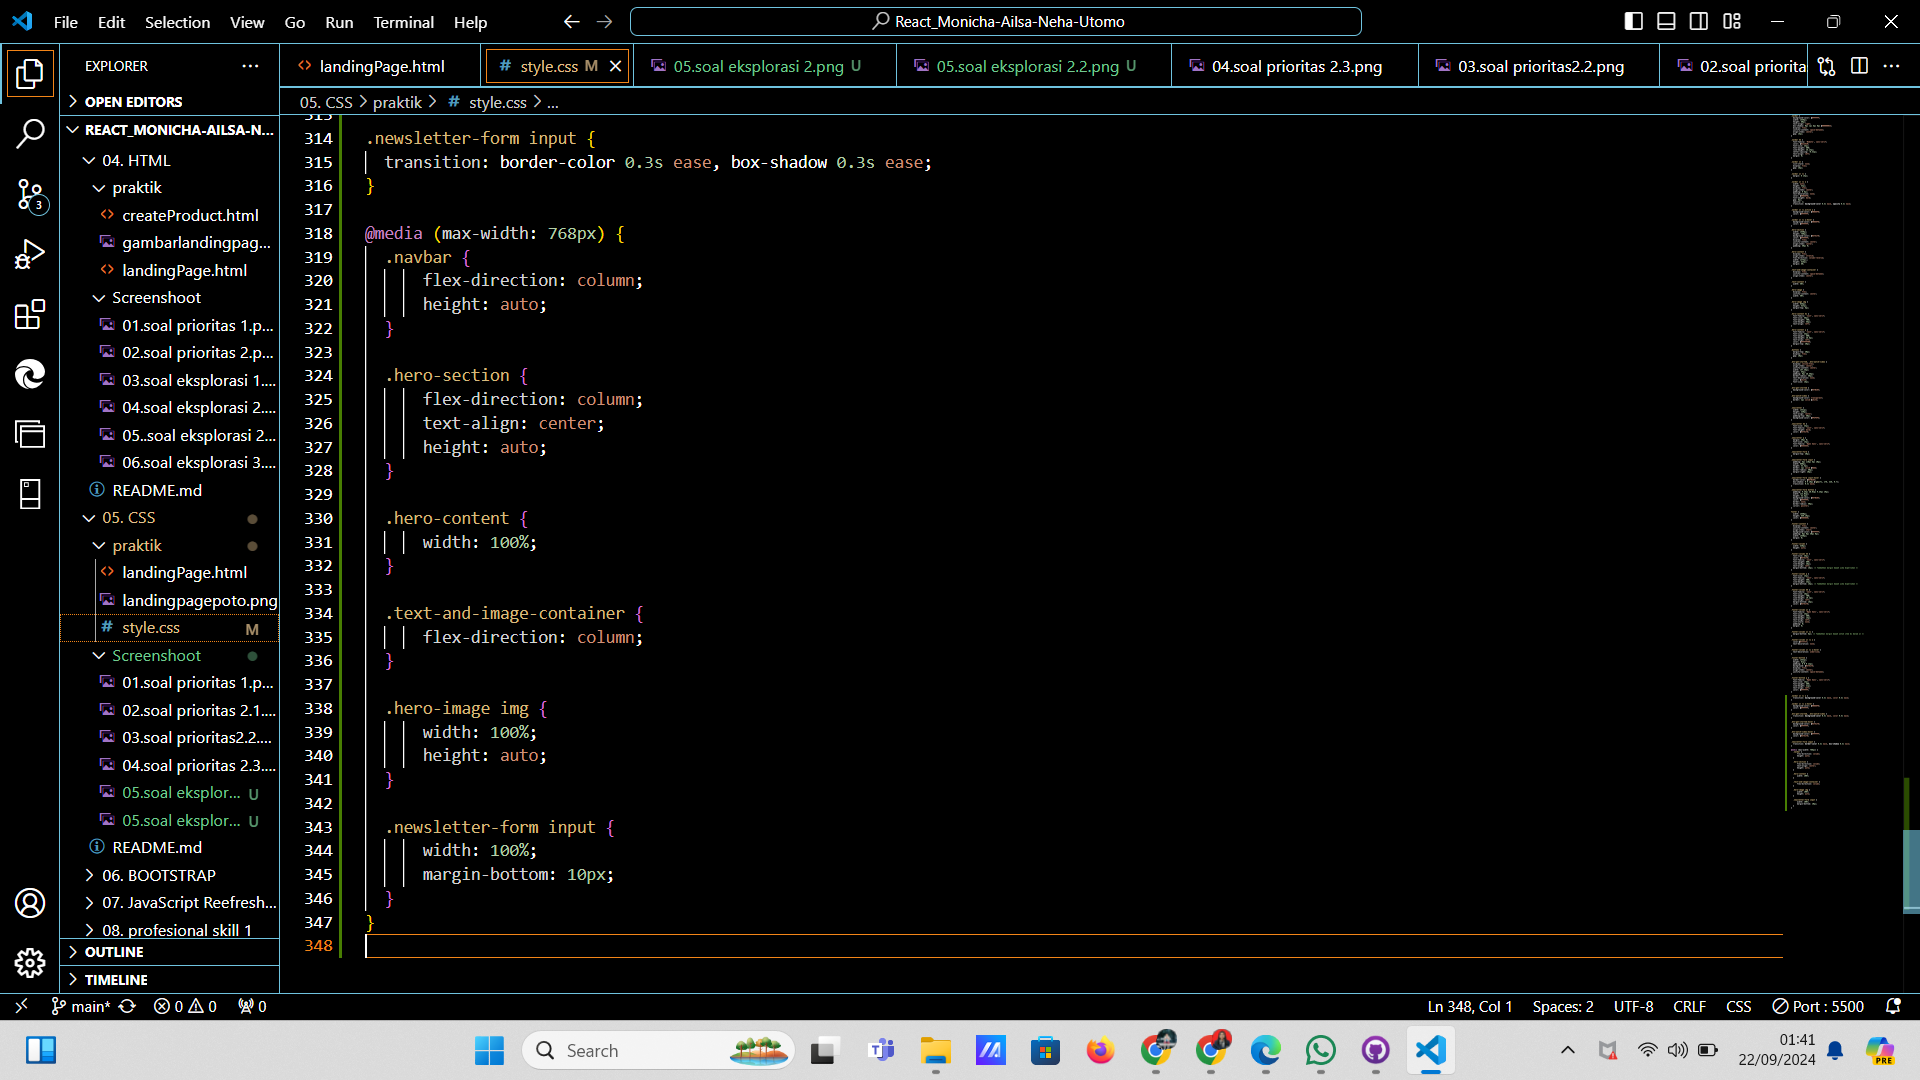 File Edit Selection View Go Run Terminal Help
React_Monicha-Ailsa-Neha-Utomo
EXPLORER
landingPage.html
style.css M
05.soal eksplorasi 2.png U
05.soal eksplorasi 2.2.png U
04.soal prioritas 2.3.png
03.soal prioritas2.2.png
02.soal priorita
05. CSS > praktik > # style.css > ...
OPEN EDITORS
REACT_MONICHA-AILSA-N...
04. HTML
praktik
createProduct.html
gambarlandingpag...
landingPage.html
Screenshoot
01.soal prioritas 1.p...
02.soal prioritas 2.p...
03.soal eksplorasi 1....
04.soal eksplorasi 2....
05..soal eksplorasi 2...
06.soal eksplorasi 3....
README.md
05. CSS
praktik
landingPage.html
landingpagepoto.png
style.css M
Screenshoot
01.soal prioritas 1.p...
02.soal prioritas 2.1....
03.soal prioritas2.2....
04.soal prioritas 2.3....
05.soal eksplor... U
05.soal eksplor... U
README.md
06. BOOTSTRAP
07. JavaScript Reefresh...
08. profesional skill 1
OUTLINE
TIMELINE
313
314 .newsletter-form input {
315 transition: border-color 0.3s ease, box-shadow 0.3s ease;
316 }
317
318 @media (max-width: 768px) {
319 .navbar {
320 flex-direction: column;
321 height: auto;
322 }
323
324 .hero-section {
325 flex-direction: column;
326 text-align: center;
327 height: auto;
328 }
329
330 .hero-content {
331 width: 100%;
332 }
333
334 .text-and-image-container {
335 flex-direction: column;
336 }
337
338 .hero-image img {
339 width: 100%;
340 height: auto;
341 }
342
343 .newsletter-form input {
344 width: 100%;
345 margin-bottom: 10px;
346 }
347 }
348
3
main* 0 0 0
Ln 348, Col 1 Spaces: 2 UTF-8 CRLF CSS Port : 5500
Search
01:41
22/09/2024
PRE